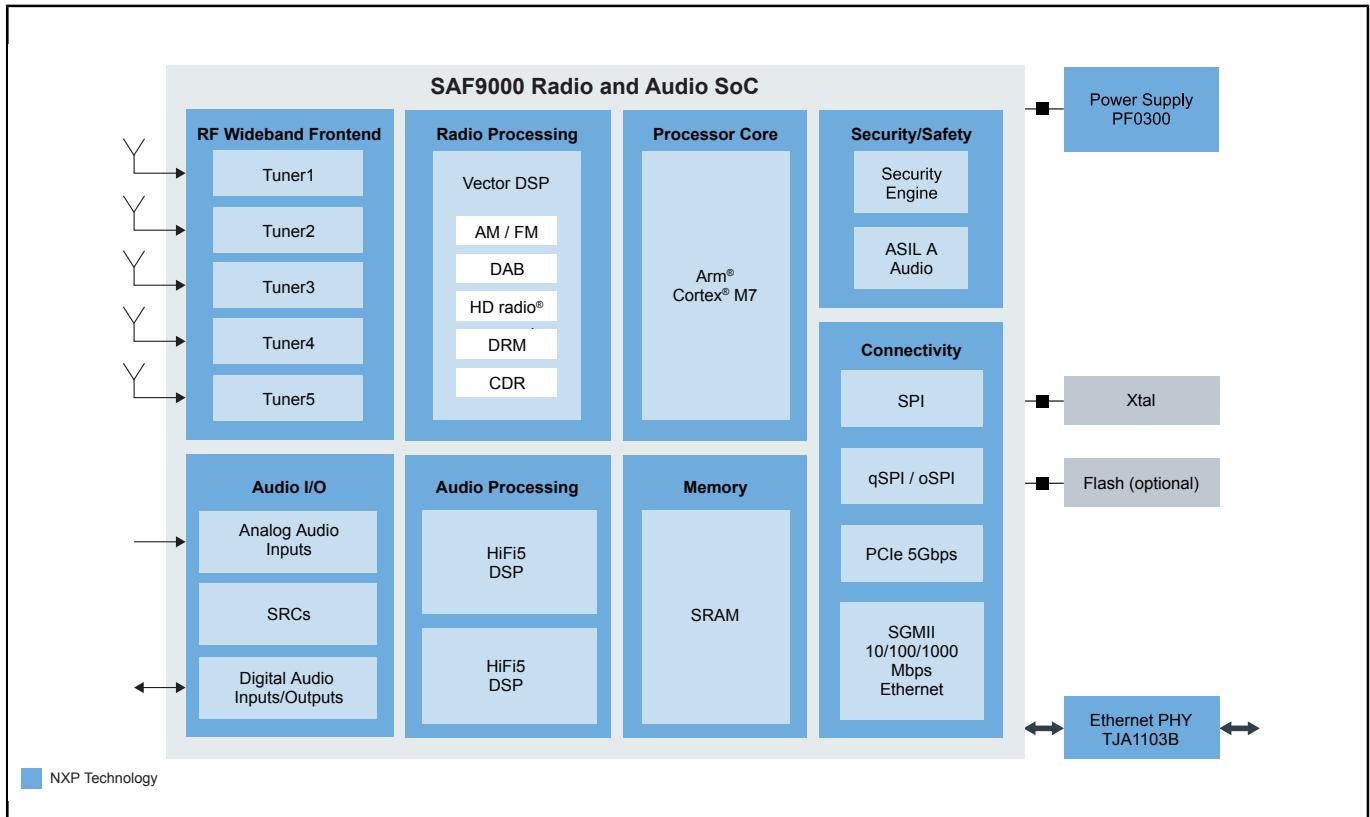 SAF9000 Radio and Audio SoC
RF Wideband Frontend
Tuner1
Tuner2
Tuner3
Tuner4
Tuner5
Radio Processing
Vector DSP
AM / FM
DAB
HD radio®
DRM
CDR
Processor Core
Arm®
Cortex® M7
Security/Safety
Security
Engine
ASIL A
Audio
Audio I/O
Analog Audio
Inputs
SRCs
Digital Audio
Inputs/Outputs
Audio Processing
HiFi5
DSP
HiFi5
DSP
Memory
SRAM
Connectivity
SPI
qSPI / oSPI
PCIe 5Gbps
SGMII
10/100/1000
Mbps
Ethernet
Power Supply
PF0300
Xtal
Flash (optional)
Ethernet PHY
TJA1103B
NXP Technology